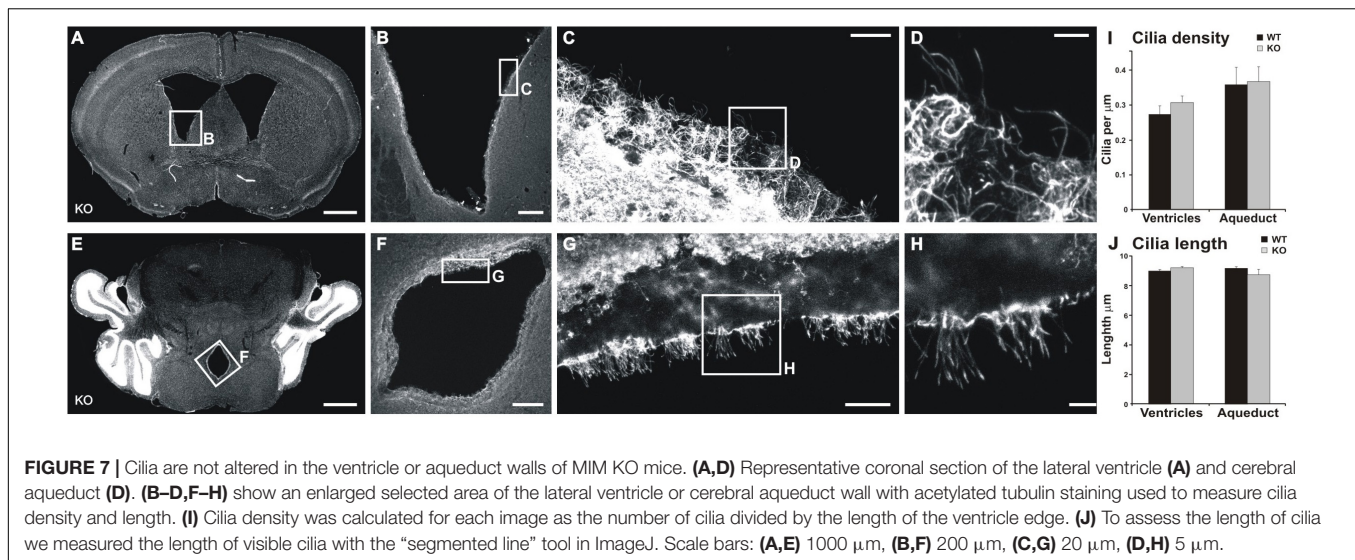 A
B
C
D
I Cilia density
WT
KO
Cilia per μm
0.4
0.3
0.2
0.1
0
Ventricles Aqueduct
B
C
D
KO
E
F
G
H
J Cilia length
WT
KO
Lenghth μm
10
8
6
4
2
0
Ventricles Aqueduct
F
G
H
KO
FIGURE 7 | Cilia are not altered in the ventricle or aqueduct walls of MIM KO mice. (A,D) Representative coronal section of the lateral ventricle (A) and cerebral
aqueduct (D). (B–D,F–H) show an enlarged selected area of the lateral ventricle or cerebral aqueduct wall with acetylated tubulin staining used to measure cilia
density and length. (I) Cilia density was calculated for each image as the number of cilia divided by the length of the ventricle edge. (J) To assess the length of cilia
we measured the length of visible cilia with the “segmented line” tool in ImageJ. Scale bars: (A,E) 1000 μm, (B,F) 200 μm, (C,G) 20 μm, (D,H) 5 μm.